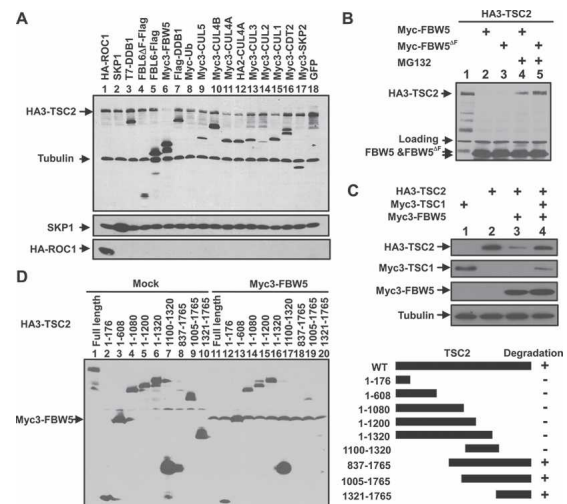 A
HA-ROC1
SKP1
T7-DDB1
FBL6ΔF-Flag
FBL6-Flag
Myc3-FBW5
Flag-DDB1
Myc-Ub
Myc3-CUL5
Myc3-CUL4B
Myc3-CUL4A
HA2-CUL4A
Myc3-CUL3
Myc3-CUL2
Myc3-CUL1
Myc3-CDT2
Myc3-SKP2
GFP
1 2 3 4 5 6 7 8 9 10 11 12 13 14 15 16 17 18
HA3-TSC2
Tubulin
SKP1
HA-ROC1
B
HA3-TSC2
Myc-FBW5 + +
Myc-FBW5ΔF + +
MG132 + +
1 2 3 4 5
HA3-TSC2
Loading
FBW5 &FBW5ΔF
C
HA3-TSC2 + + +
Myc3-TSC1 + +
Myc3-FBW5 + +
1 2 3 4
HA3-TSC2
Myc3-TSC1
Myc3-FBW5
Tubulin
D
Mock Myc3-FBW5
HA3-TSC2
Full length
1-176
1-608
1-1080
1-1200
1-1320
1100-1320
837-1765
1005-1765
1321-1765
Full length
1-176
1-608
1-1080
1-1200
1-1320
1100-1320
837-1765
1005-1765
1321-1765
1 2 3 4 5 6 7 8 9 10 11 12 13 14 15 16 17 18 19 20
Myc3-FBW5
TSC2 Degradation
WT +
1-176 -
1-608 -
1-1080 -
1-1200 -
1-1320 -
1100-1320 -
837-1765 +
1005-1765 +
1321-1765 +